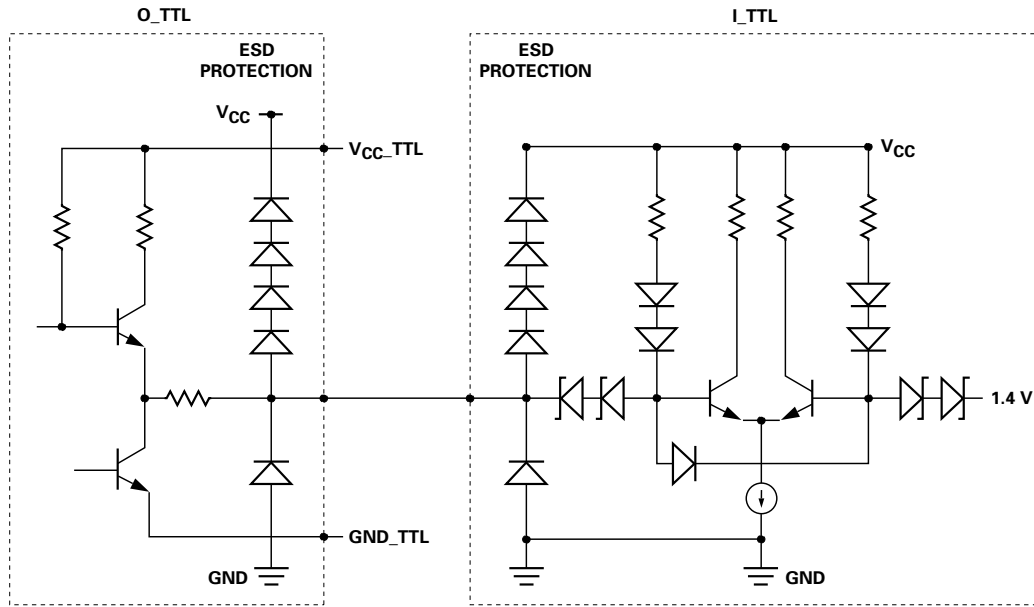 O_TTL
I_TTL
ESD
PROTECTION
ESD
PROTECTION
VCC
VCC_TTL
VCC
1.4 V
GND_TTL
GND
GND